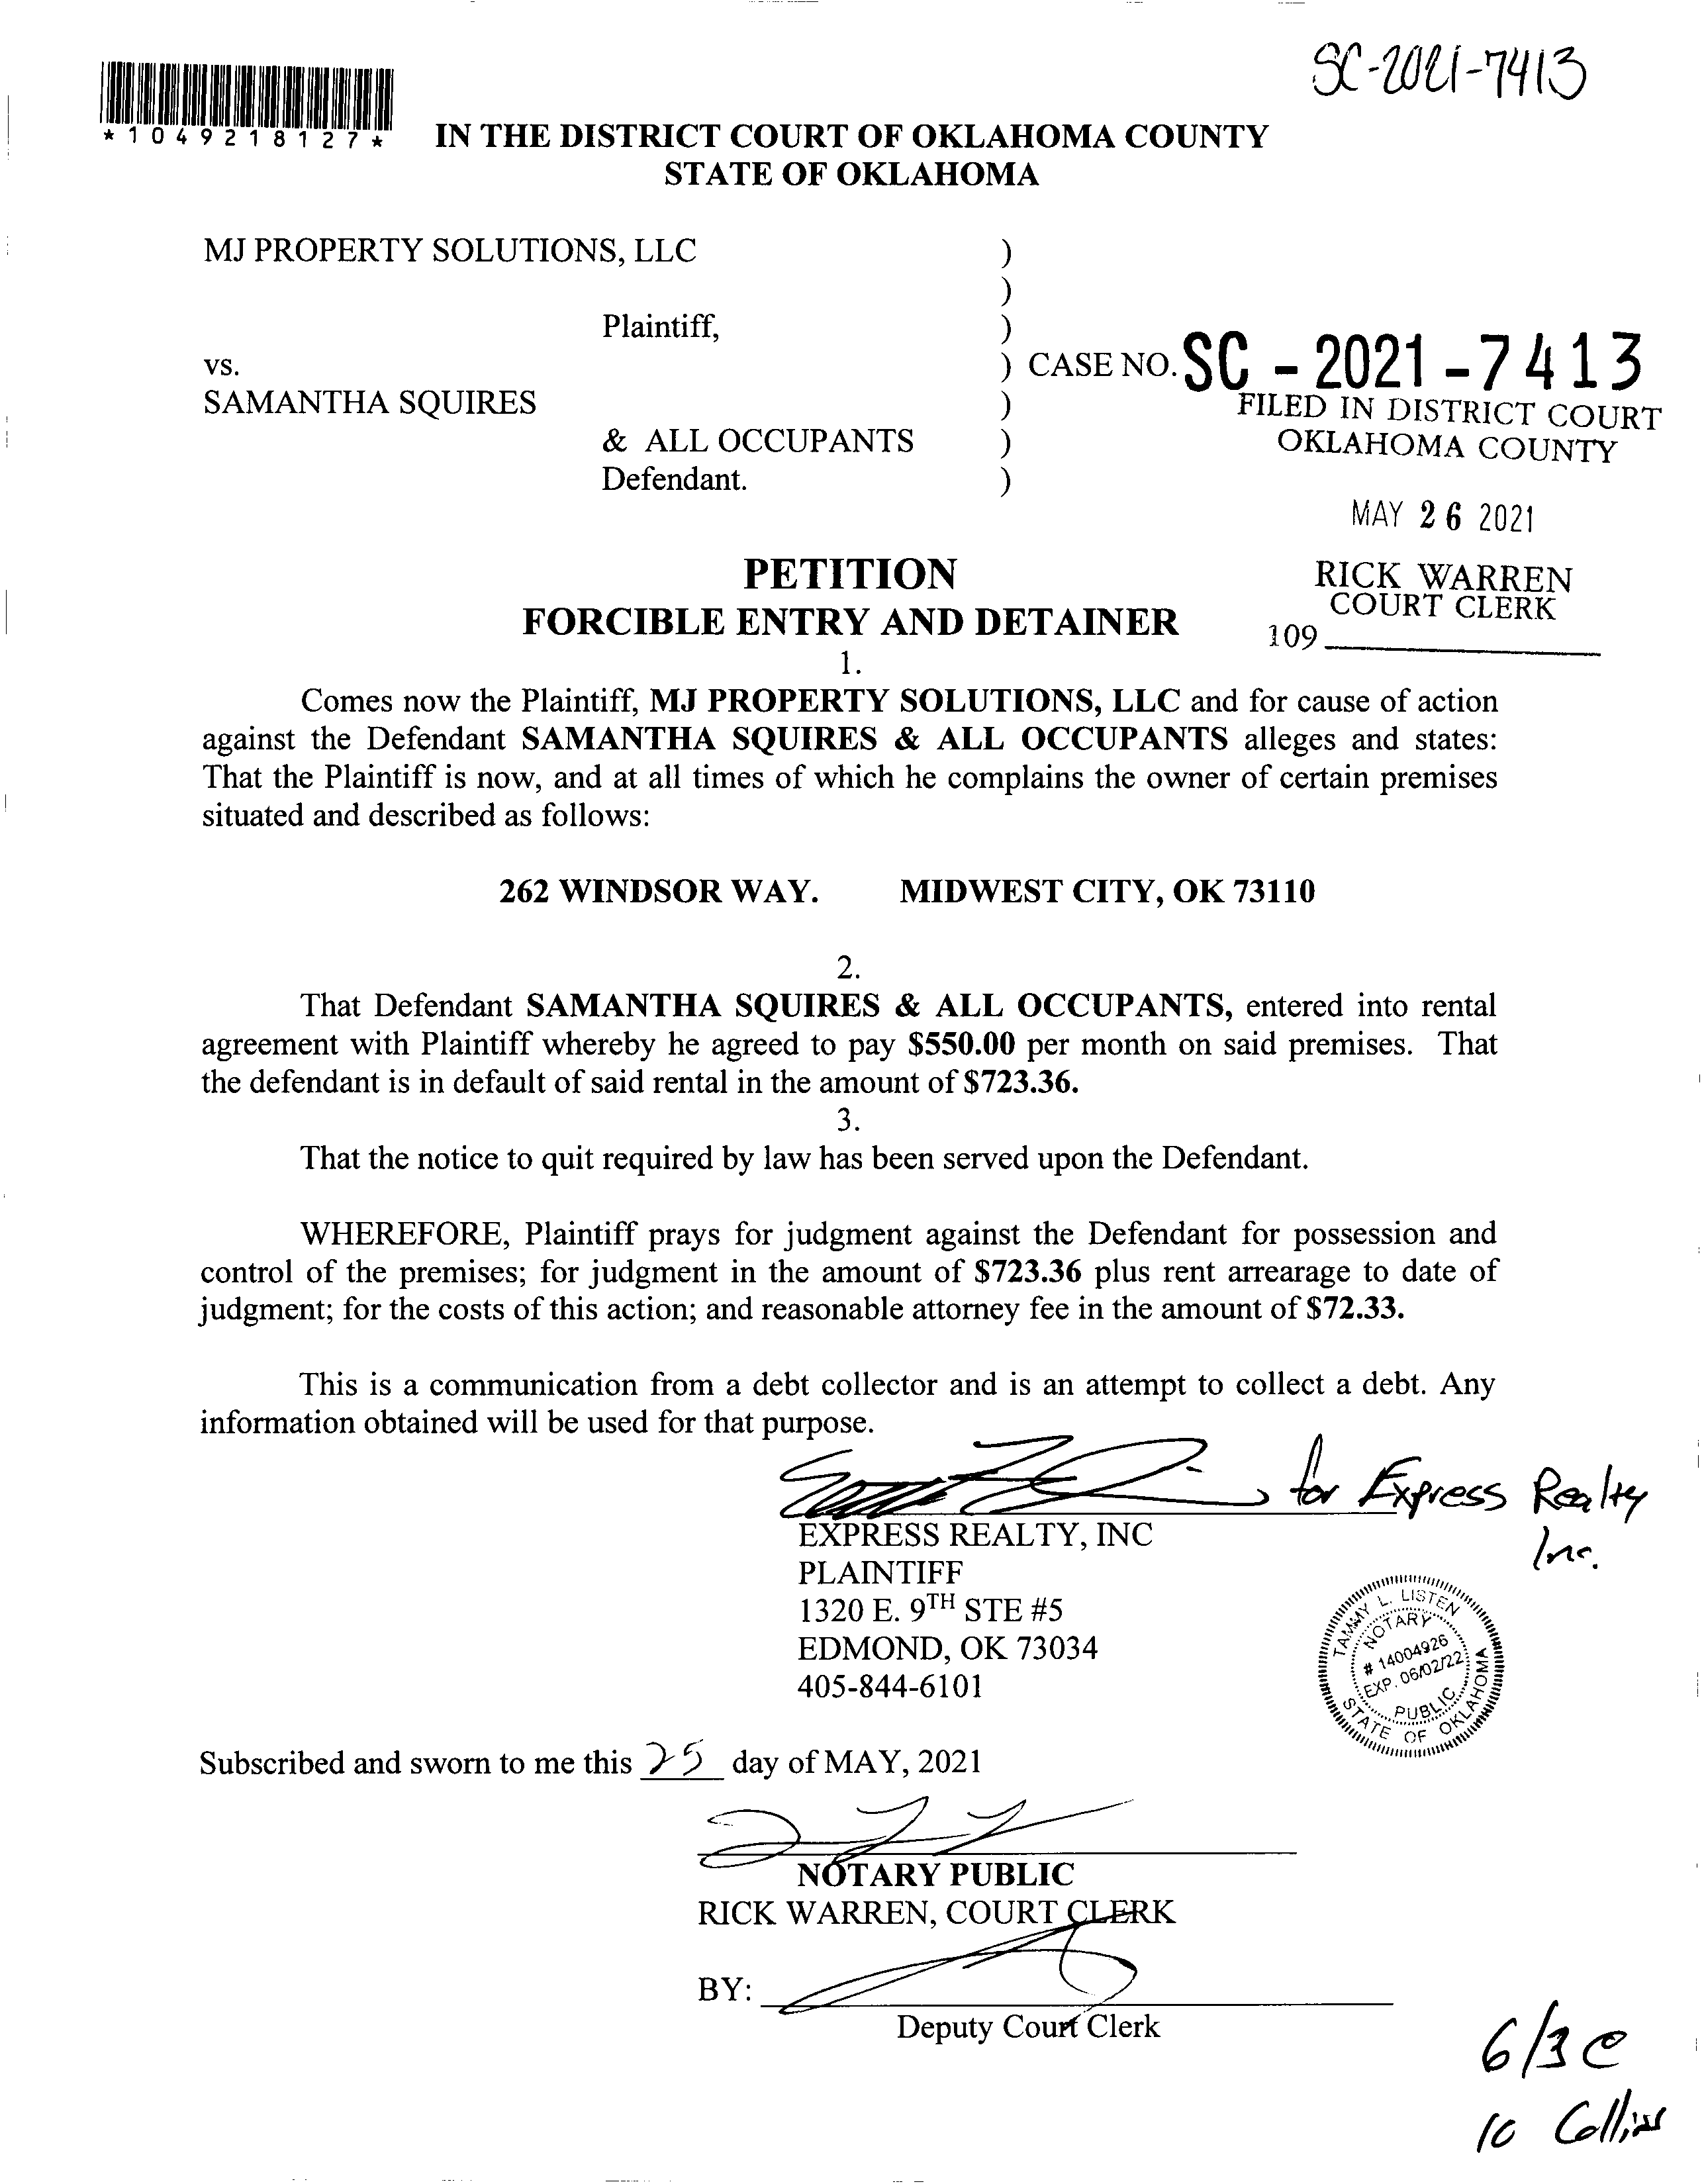 SC-2021-7413
*1049218127*
IN THE DISTRICT COURT OF OKLAHOMA COUNTY
STATE OF OKLAHOMA
MJ PROPERTY SOLUTIONS, LLC )
)
Plaintiff, )
vs. ) CASE NO. SC - 2021 - 7413
SAMANTHA SQUIRES )
FILED IN DISTRICT COURT
& ALL OCCUPANTS )
OKLAHOMA COUNTY
Defendant. )
MAY 26 2021
PETITION
RICK WARREN
COURT CLERK
FORCIBLE ENTRY AND DETAINER
109
1.
Comes now the Plaintiff, MJ PROPERTY SOLUTIONS, LLC and for cause of action
against the Defendant SAMANTHA SQUIRES & ALL OCCUPANTS alleges and states:
That the Plaintiff is now, and at all times of which he complains the owner of certain premises
situated and described as follows:
262 WINDSOR WAY. MIDWEST CITY, OK 73110
2.
That Defendant SAMANTHA SQUIRES & ALL OCCUPANTS, entered into rental
agreement with Plaintiff whereby he agreed to pay $550.00 per month on said premises. That
the defendant is in default of said rental in the amount of $723.36.
3.
That the notice to quit required by law has been served upon the Defendant.
WHEREFORE, Plaintiff prays for judgment against the Defendant for possession and
control of the premises; for judgment in the amount of $723.36 plus rent arrearage to date of
judgment; for the costs of this action; and reasonable attorney fee in the amount of $72.33.
This is a communication from a debt collector and is an attempt to collect a debt. Any
information obtained will be used for that purpose.
for Express Realty
Inc.
EXPRESS REALTY, INC
PLAINTIFF
1320 E. 9TH STE #5
EDMOND, OK 73034
405-844-6101
TAMMY L. LISTEN
NOTARY
# 14004926
EXP. 06/02/22
PUBLIC
STATE OF OKLAHOMA
Subscribed and sworn to me this 25 day of MAY, 2021
NOTARY PUBLIC
RICK WARREN, COURT CLERK
BY:
Deputy Court Clerk
6/3 @
10 Collins